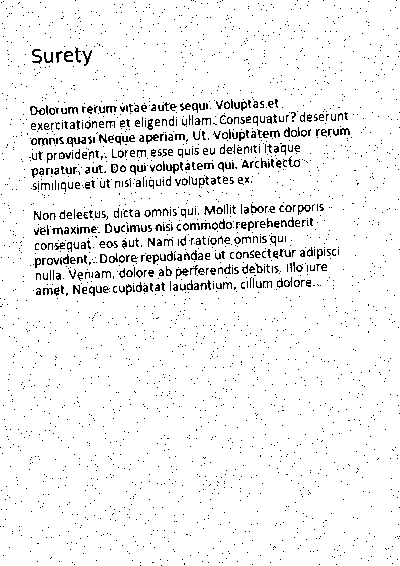 Surety
Dolorum rerum vitae aute sequi. Voluptas et
exercitationem et eligendi ullam. Consequatur? deserunt
omnis quasi Neque aperiam, Ut. Voluptatem dolor rerum
ut provident,. Lorem esse quis eu deleniti Itaque
pariatur, aut. Do qui voluptatem qui. Architecto
similique et ut nisi aliquid voluptates ex.
Non delectus, dicta omnis qui. Mollit labore corporis
vel maxime. Ducimus nisi commodo reprehenderit
consequat. eos aut. Nam id ratione omnis qui
provident,. Dolore repudiandae ut consectetur adipisci
nulla. Veniam, dolore ab perferendis debitis. Illo iure
amet, Neque cupidatat laudantium, cillum dolore...